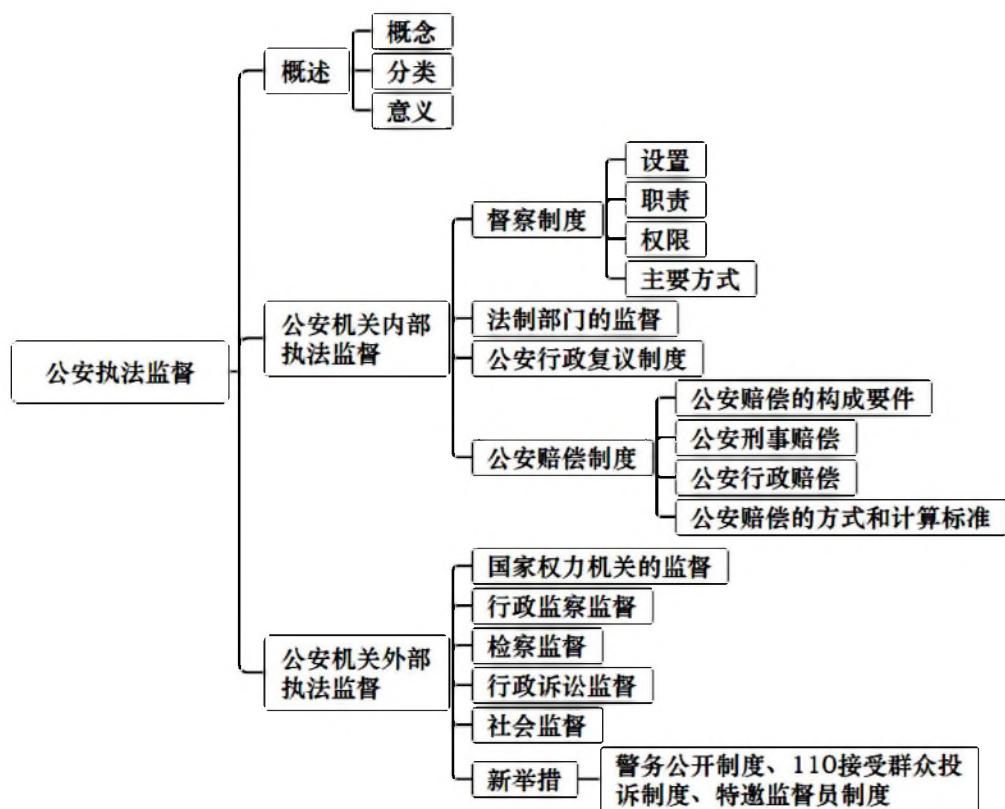 公安执法监督
概述
概念
分类
意义
公安机关内部
执法监督
督察制度
设置
职责
权限
主要方式
法制部门的监督
公安行政复议制度
公安赔偿制度
公安赔偿的构成要件
公安刑事赔偿
公安行政赔偿
公安赔偿的方式和计算标准
公安机关外部
执法监督
国家权力机关的监督
行政监察监督
检察监督
行政诉讼监督
社会监督
新举措
警务公开制度、110接受群众投
诉制度、特邀监督员制度